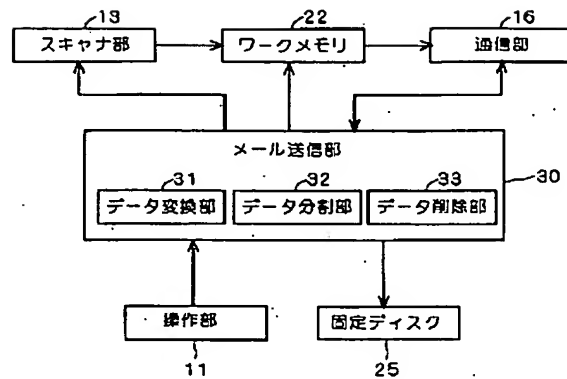 13
22
16
スキャナ部
ワークメモリ
通信部
メール送信部
31
32
33
30
データ変換部
データ分割部
データ削除部
操作部
固定ディスク
11
25